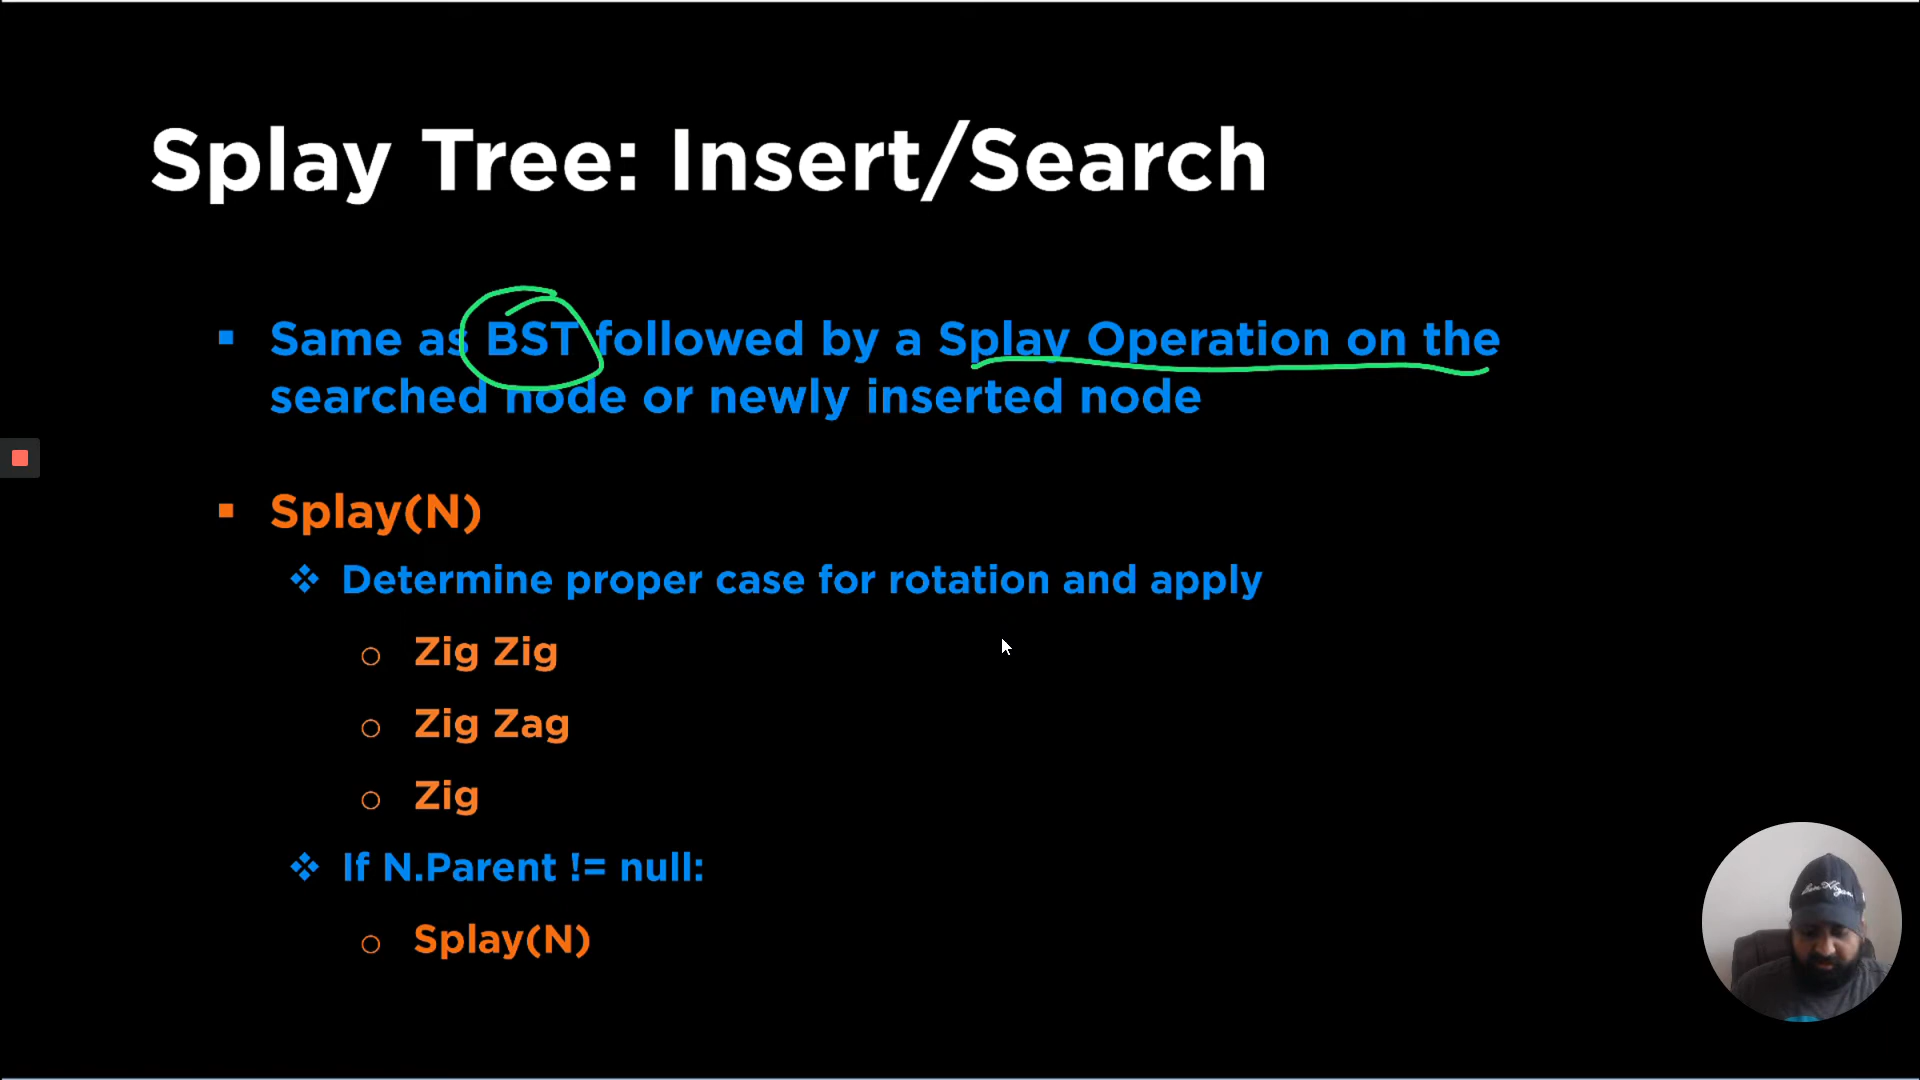 Splay Tree: Insert/Search
Same as BST followed by a Splay Operation on the
searched node or newly inserted node
Splay(N)
Determine proper case for rotation and apply
Zig Zig
Zig Zag
Zig
If N.Parent != null:
Splay(N)